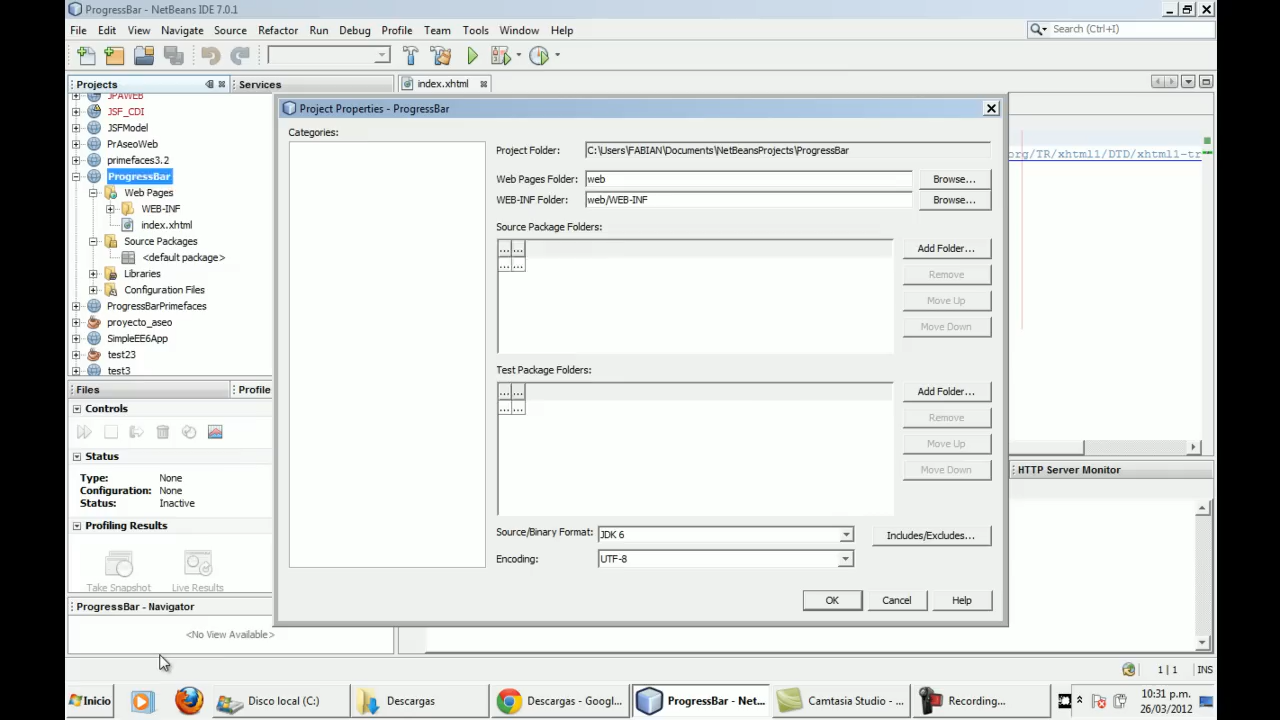 ProgressBar - NetBeans IDE 7.0.1
File Edit View Navigate Source Refactor Run Debug Profile Team Tools Window Help
Search (Ctrl+I)
Projects
Services
index.xhtml
JPAWEB
JSF_CDI
JSFModel
PrAseoWeb
primefaces3.2
ProgressBar
Web Pages
WEB-INF
index.xhtml
Source Packages
<default package>
Libraries
Configuration Files
ProgressBarPrimefaces
proyecto_aseo
SimpleEE6App
test23
test3
Files
Profile
Controls
Status
Type: None
Configuration: None
Status: Inactive
Profiling Results
Take Snapshot Live Results
ProgressBar - Navigator
<No View Available>
Project Properties - ProgressBar
Categories:
Project Folder: C:\Users\FABIAN\Documents\NetBeansProjects\ProgressBar
Web Pages Folder: web Browse...
WEB-INF Folder: web/WEB-INF Browse...
Source Package Folders:
... ...
... ...
Add Folder...
Remove
Move Up
Move Down
Test Package Folders:
... ...
... ...
Add Folder...
Remove
Move Up
Move Down
Source/Binary Format: JDK 6 Includes/Excludes...
Encoding: UTF-8
OK Cancel Help
org/TR/xhtml1/DTD/xhtml1-tr
HTTP Server Monitor
1|1 INS
Inicio
Disco local (C:)
Descargas
Descargas - Googl...
ProgressBar - Net...
Camtasia Studio - ...
Recording...
10:31 p.m.
26/03/2012